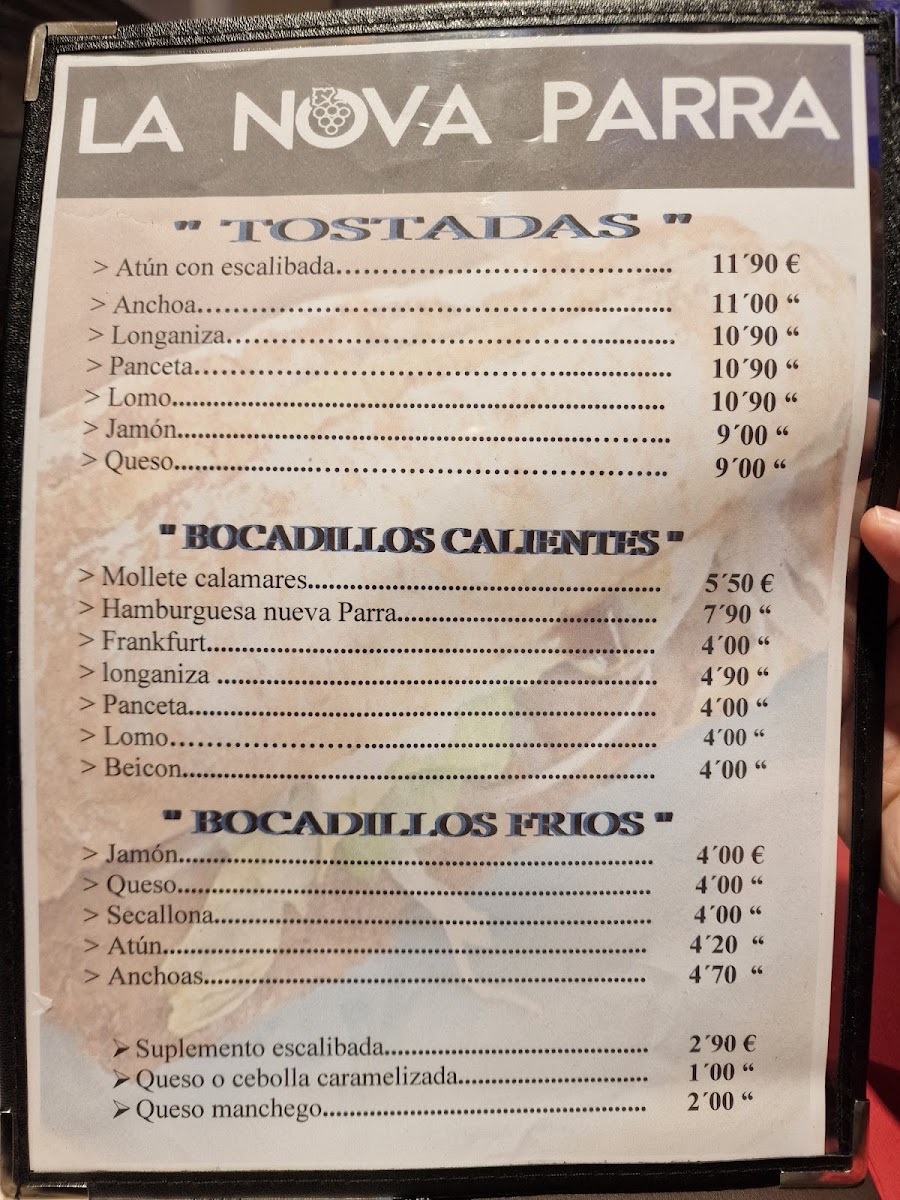 LA NOVA PARRA
" TOSTADAS "
> Atún con escalibada........................................ 11´90 €
> Anchoa........................................ 11´00 “
> Longaniza........................................ 10´90 “
> Panceta........................................ 10´90 “
> Lomo........................................ 10´90 “
> Jamón........................................ 9´00 “
> Queso........................................ 9´00 “
" BOCADILLOS CALIENTES "
> Mollete calamares........................................ 5´50 €
> Hamburguesa nueva Parra........................................ 7´90 “
> Frankfurt........................................ 4´00 “
> longaniza ........................................ 4´90 “
> Panceta........................................ 4´00 “
> Lomo........................................ 4´00 “
> Beicon........................................ 4´00 “
" BOCADILLOS FRIOS "
> Jamón........................................ 4´00 €
> Queso........................................ 4´00 “
> Secallona........................................ 4´00 “
> Atún........................................ 4´20 “
> Anchoas........................................ 4´70 “
➢ Suplemento escalibada........................................ 2´90 €
➢ Queso o cebolla caramelizada........................................ 1´00 “
➢ Queso manchego........................................ 2´00 “